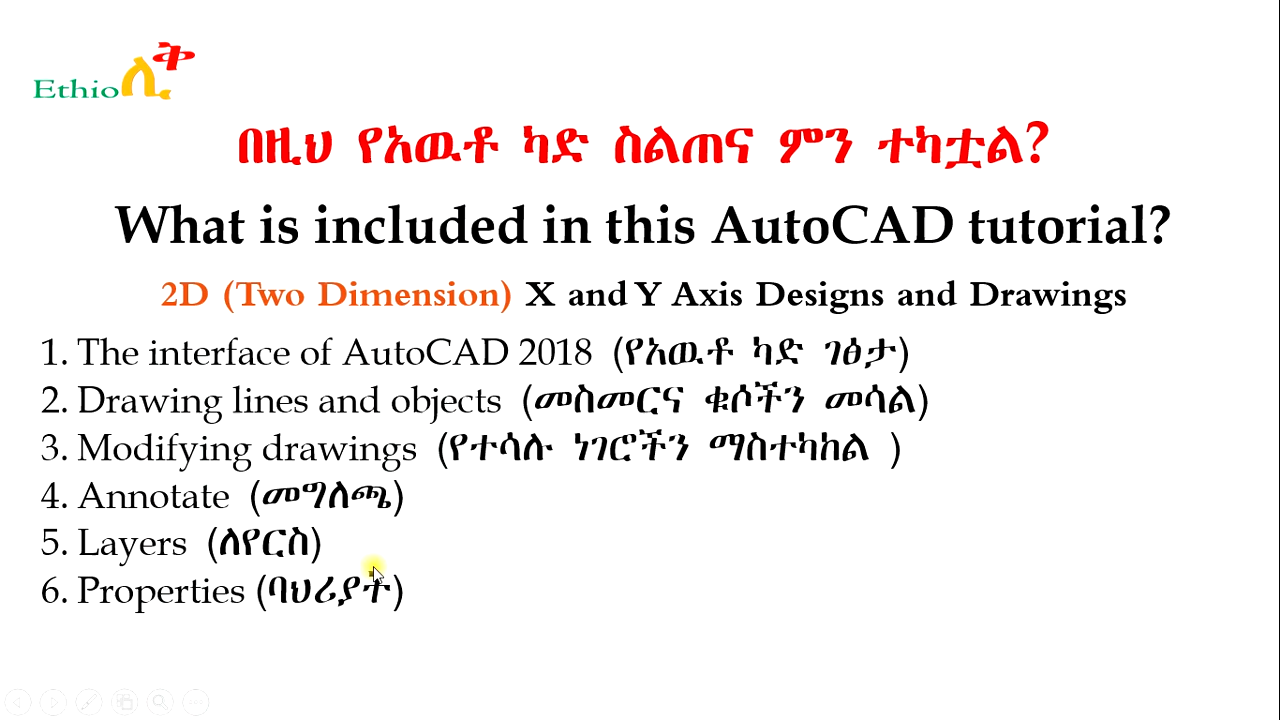 Ethioሊቅ
በዚህ የአዉቶ ካድ ስልጠና ምን ተካቷል?
What is included in this AutoCAD tutorial?
2D (Two Dimension) X and Y Axis Designs and Drawings
1. The interface of AutoCAD 2018 (የአዉቶ ካድ ገፅታ)
2. Drawing lines and objects (መስመርና ቁሶችን መሳል)
3. Modifying drawings (የተሳሉ ነገሮችን ማስተካከል )
4. Annotate (መግለጫ)
5. Layers (ለየርስ)
6. Properties (ባህሪያት)